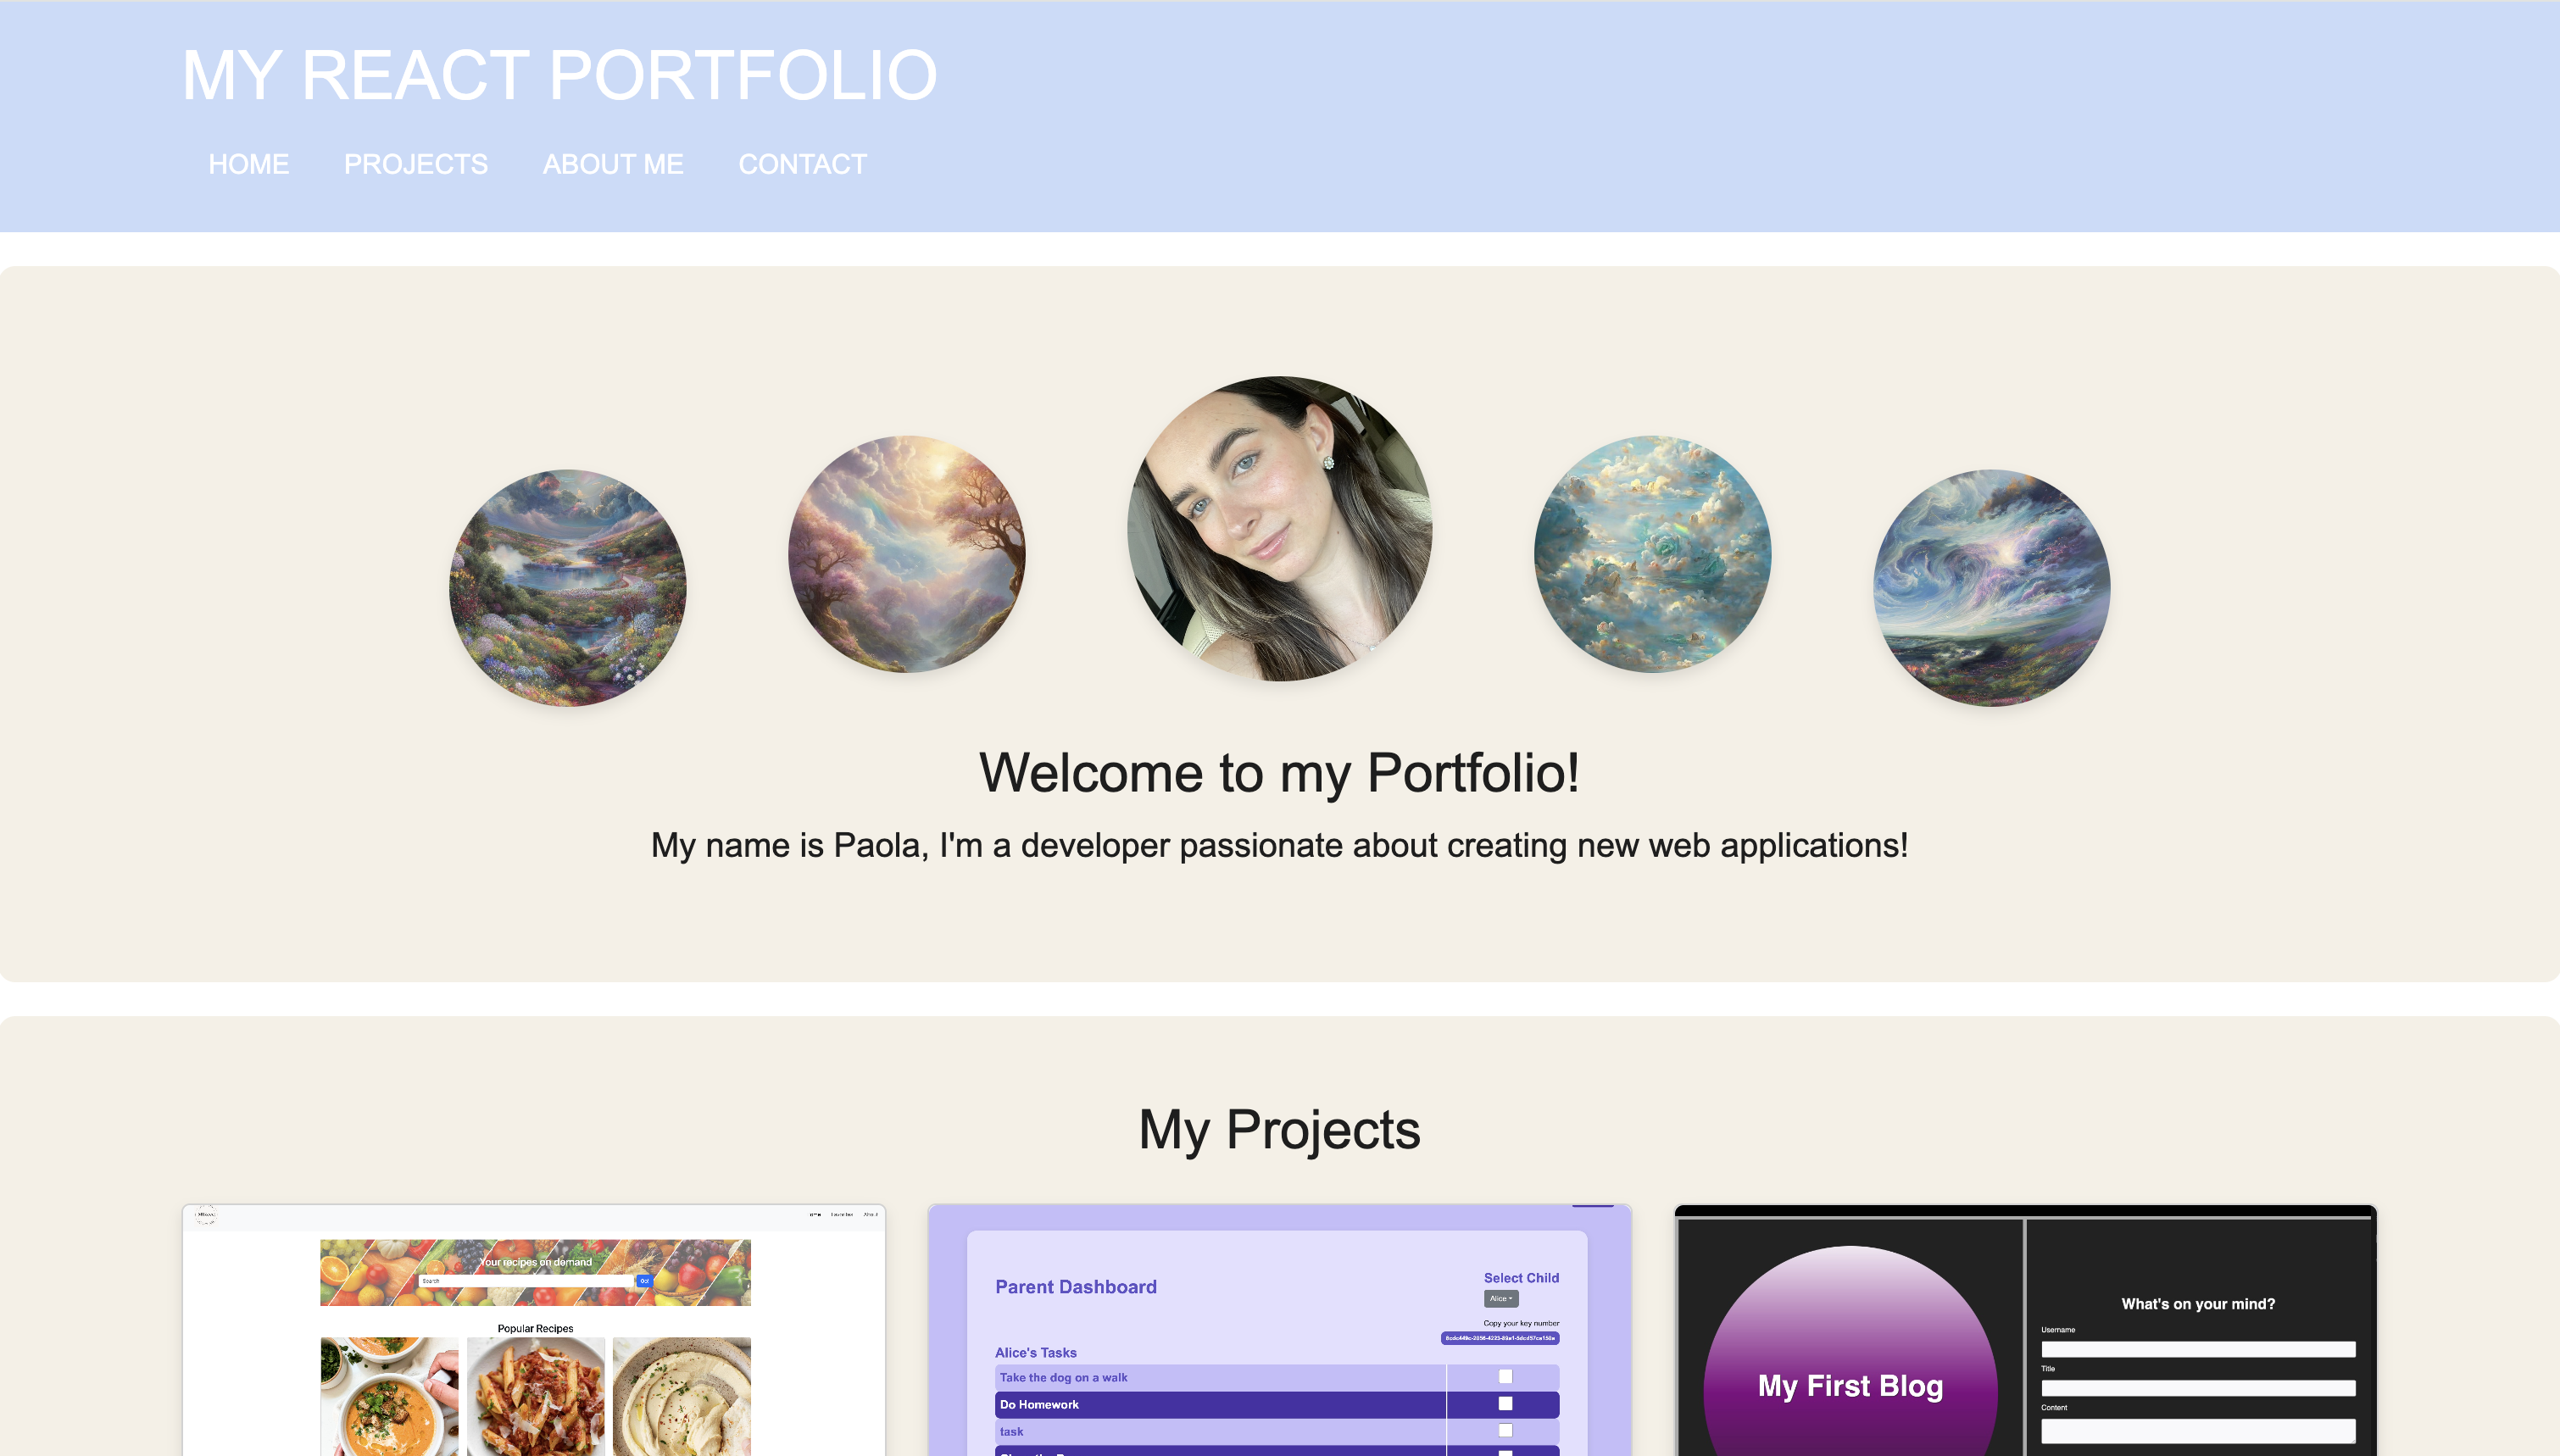 MY REACT PORTFOLIO
HOME PROJECTS ABOUT ME CONTACT
Welcome to my Portfolio!
My name is Paola, I'm a developer passionate about creating new web applications!
My Projects
Your recipes on demand
Search Go!
Popular Recipes
Parent Dashboard
Select Child
Alice
Copy your key number
Alice's Tasks
Take the dog on a walk
Do Homework
task
My First Blog
What's on your mind?
Username
Title
Content